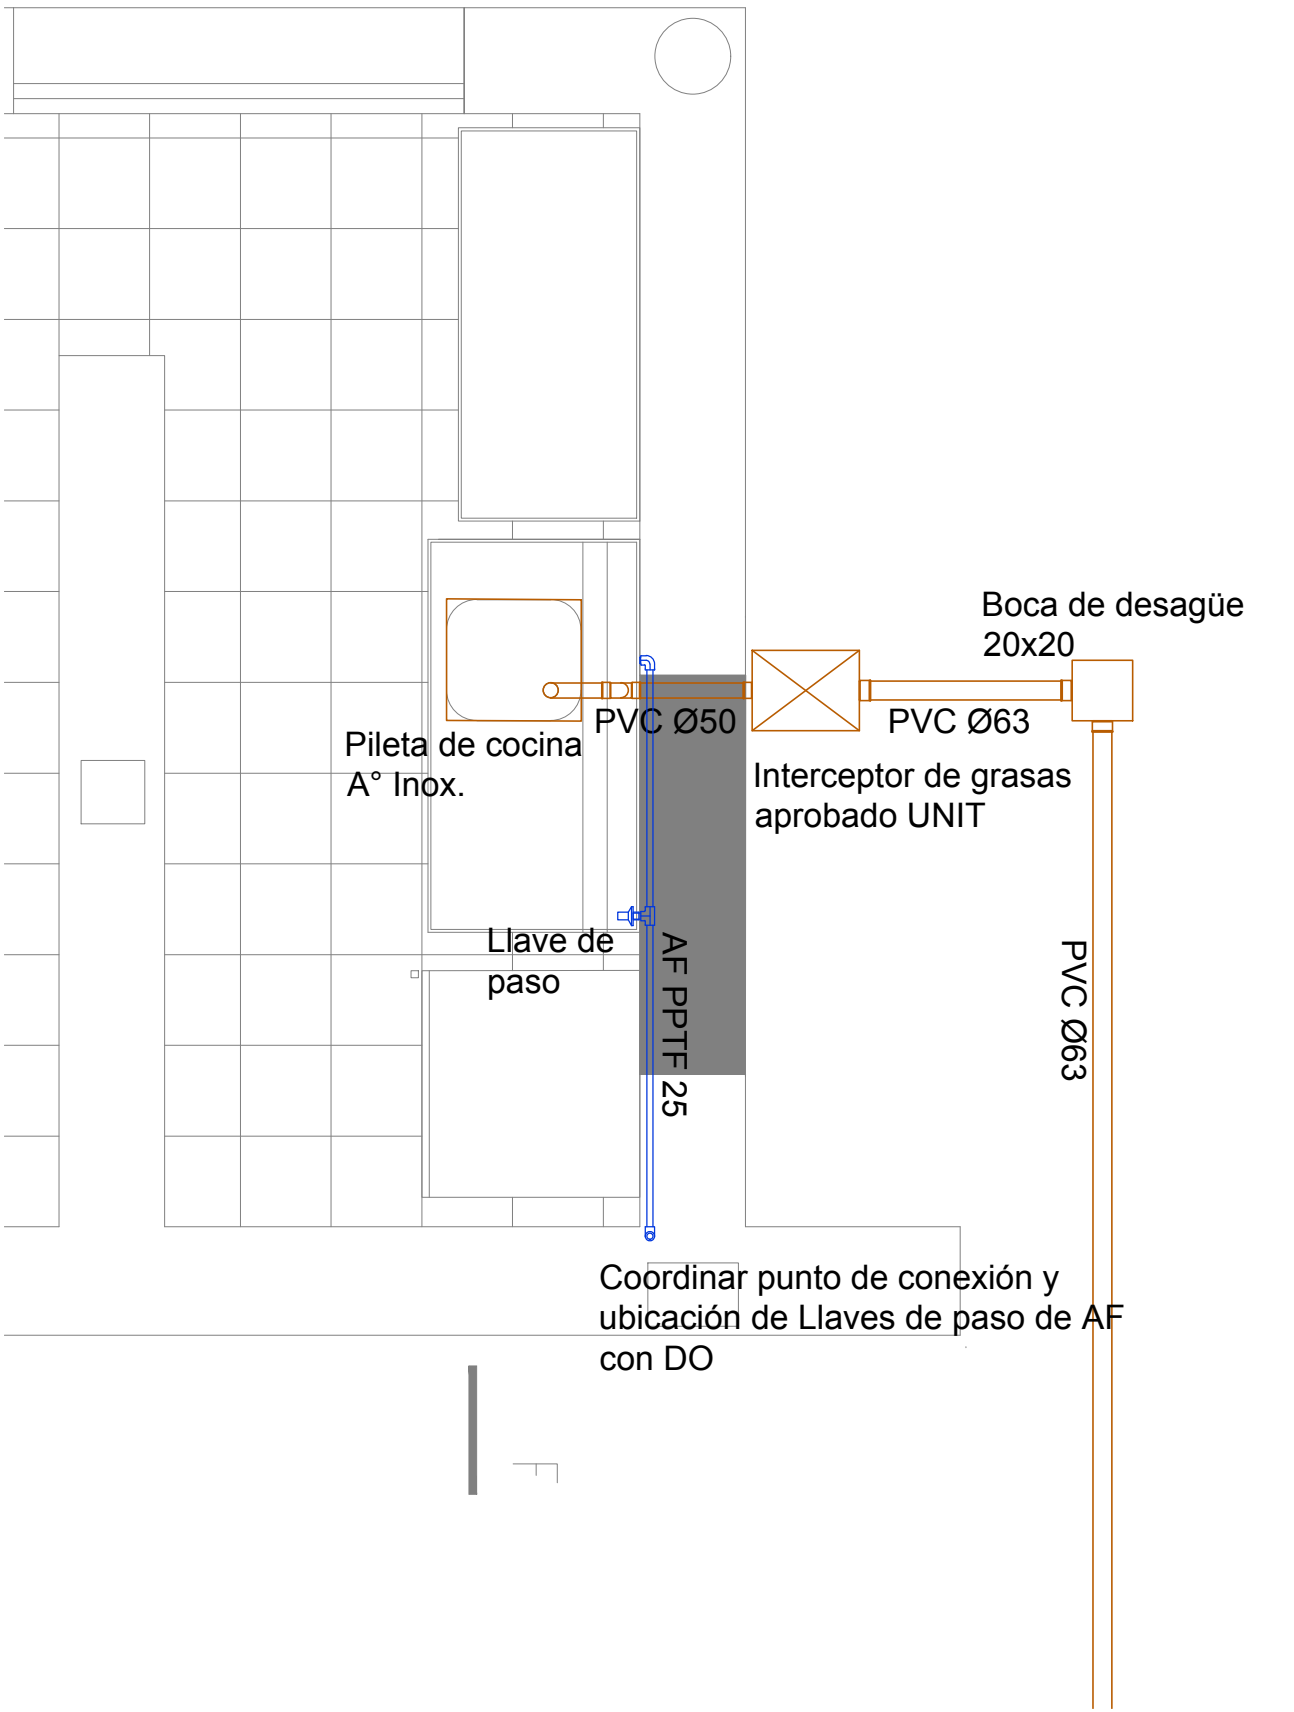 Boca de desagüe
20x20
PVC Ø50
PVC Ø63
Pileta de cocina
A° Inox.
Interceptor de grasas
aprobado UNIT
Llave de
paso
AF PPTF 25
PVC Ø63
Coordinar punto de conexión y
ubicación de Llaves de paso de AF
con DO